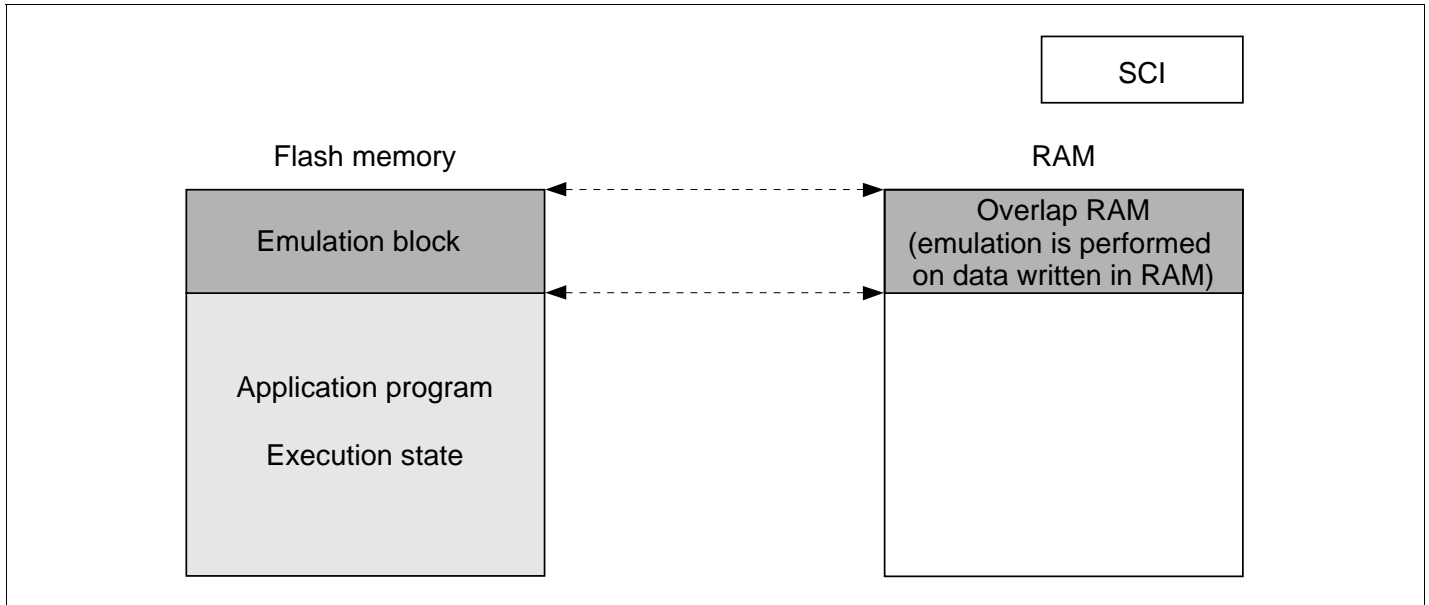 SCI
Flash memory
RAM
Emulation block
Overlap RAM
(emulation is performed
on data written in RAM)
Application program
Execution state